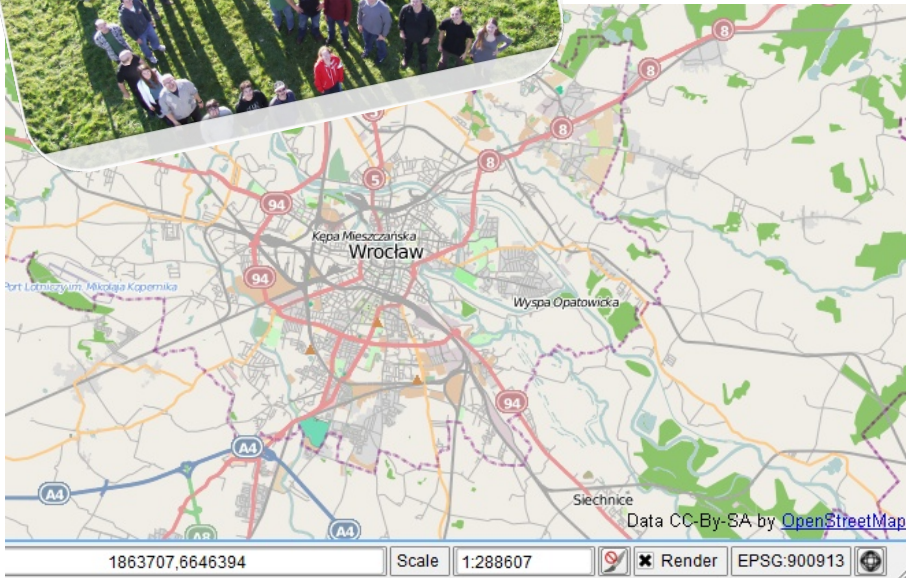 8
8
8
5
8
5
94
Kępa Mieszczańska
Wrocław
94
Port Lotniczy im. Mikołaja Kopernika
Wyspa Opatowicka
94
A4
A4
Siechnice
Data CC-By-SA by OpenStreetMap
A8
A4
1863707,6646394 Scale 1:288607 Render EPSG:900913